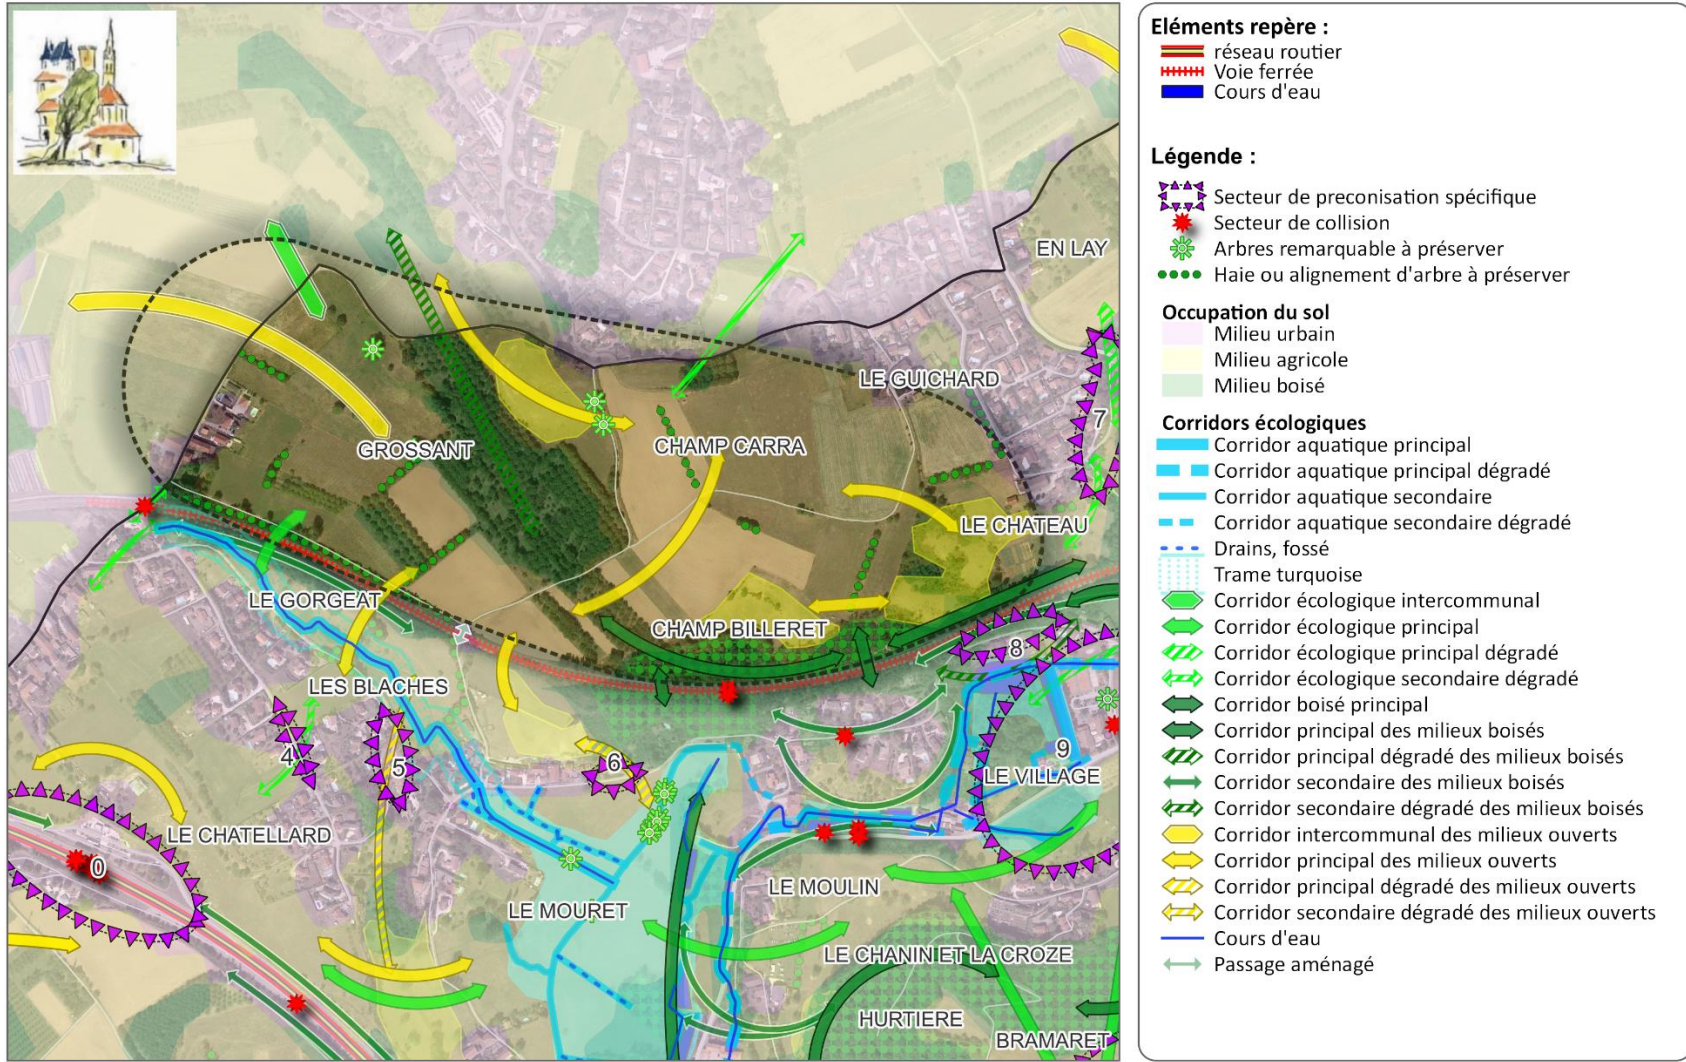 EN LAY
LE GUICHARD
7
GROSSANT
CHAMP CARRA
LE CHATEAU
LE GORGEAT
CHAMP BILLERET
8
LES BLACHES
4
5
6
9
LE VILLAGE
LE CHATELLARD
0
LE MOULIN
LE MOURET
LE CHANIN ET LA CROZE
HURTIERE
BRAMARET
Eléments repère :
réseau routier
Voie ferrée
Cours d'eau
Légende :
Secteur de preconisation spécifique
Secteur de collision
Arbres remarquable à préserver
Haie ou alignement d'arbre à préserver
Occupation du sol
Milieu urbain
Milieu agricole
Milieu boisé
Corridors écologiques
Corridor aquatique principal
Corridor aquatique principal dégradé
Corridor aquatique secondaire
Corridor aquatique secondaire dégradé
Drains, fossé
Trame turquoise
Corridor écologique intercommunal
Corridor écologique principal
Corridor écologique principal dégradé
Corridor écologique secondaire dégradé
Corridor boisé principal
Corridor principal des milieux boisés
Corridor principal dégradé des milieux boisés
Corridor secondaire des milieux boisés
Corridor secondaire dégradé des milieux boisés
Corridor intercommunal des milieux ouverts
Corridor principal des milieux ouverts
Corridor principal dégradé des milieux ouverts
Corridor secondaire dégradé des milieux ouverts
Cours d'eau
Passage aménagé